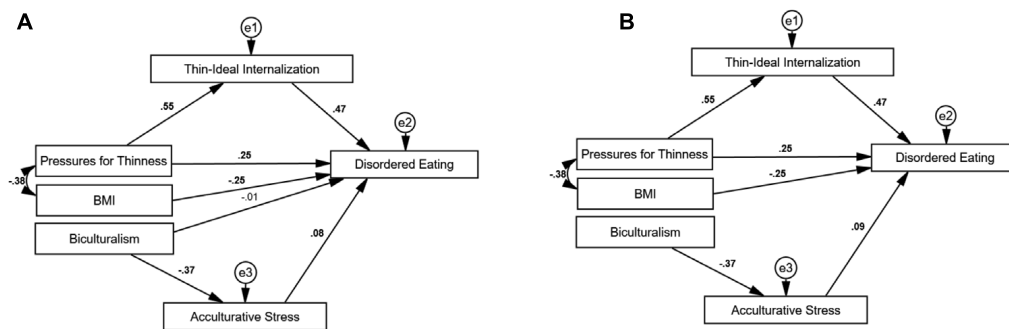 A
e1
Thin-Ideal Internalization
.55
.47
e2
Pressures for Thinness
.25
Disordered Eating
-.38
-.25
BMI
-.01
Biculturalism
.08
-.37
e3
Acculturative Stress
B
e1
Thin-Ideal Internalization
.55
.47
e2
Pressures for Thinness
.25
Disordered Eating
-.38
-.25
BMI
Biculturalism
.09
-.37
e3
Acculturative Stress